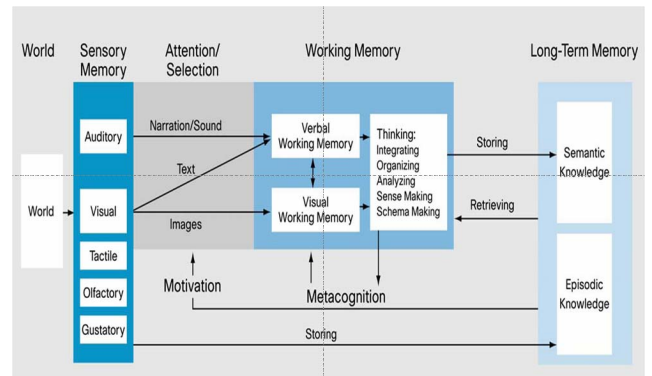 World
Sensory
Memory
Attention/
Selection
Working Memory
Long-Term Memory
World
Auditory
Visual
Tactile
Olfactory
Gustatory
Narration/Sound
Text
Images
Verbal
Working Memory
Visual
Working Memory
Thinking:
Integrating
Organizing
Analyzing
Sense Making
Schema Making
Storing
Retrieving
Semantic
Knowledge
Episodic
Knowledge
Motivation
Metacognition
Storing